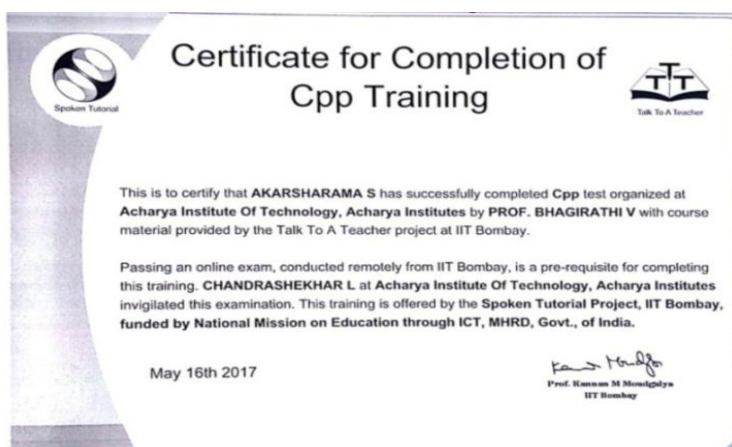 Certificate for Completion of
Cpp Training
Spoken Tutorial
Talk To A Teacher
This is to certify that AKARSHARAMA S has successfully completed Cpp test organized at
Acharya Institute Of Technology, Acharya Institutes by PROF. BHAGIRATHI V with course
material provided by the Talk To A Teacher project at IIT Bombay.
Passing an online exam, conducted remotely from IIT Bombay, is a pre-requisite for completing
this training. CHANDRASHEKHAR L at Acharya Institute Of Technology, Acharya Institutes
invigilated this examination. This training is offered by the Spoken Tutorial Project, IIT Bombay,
funded by National Mission on Education through ICT, MHRD, Govt., of India.
May 16th 2017
Prof. Kannan M Moudgalya
IIT Bombay